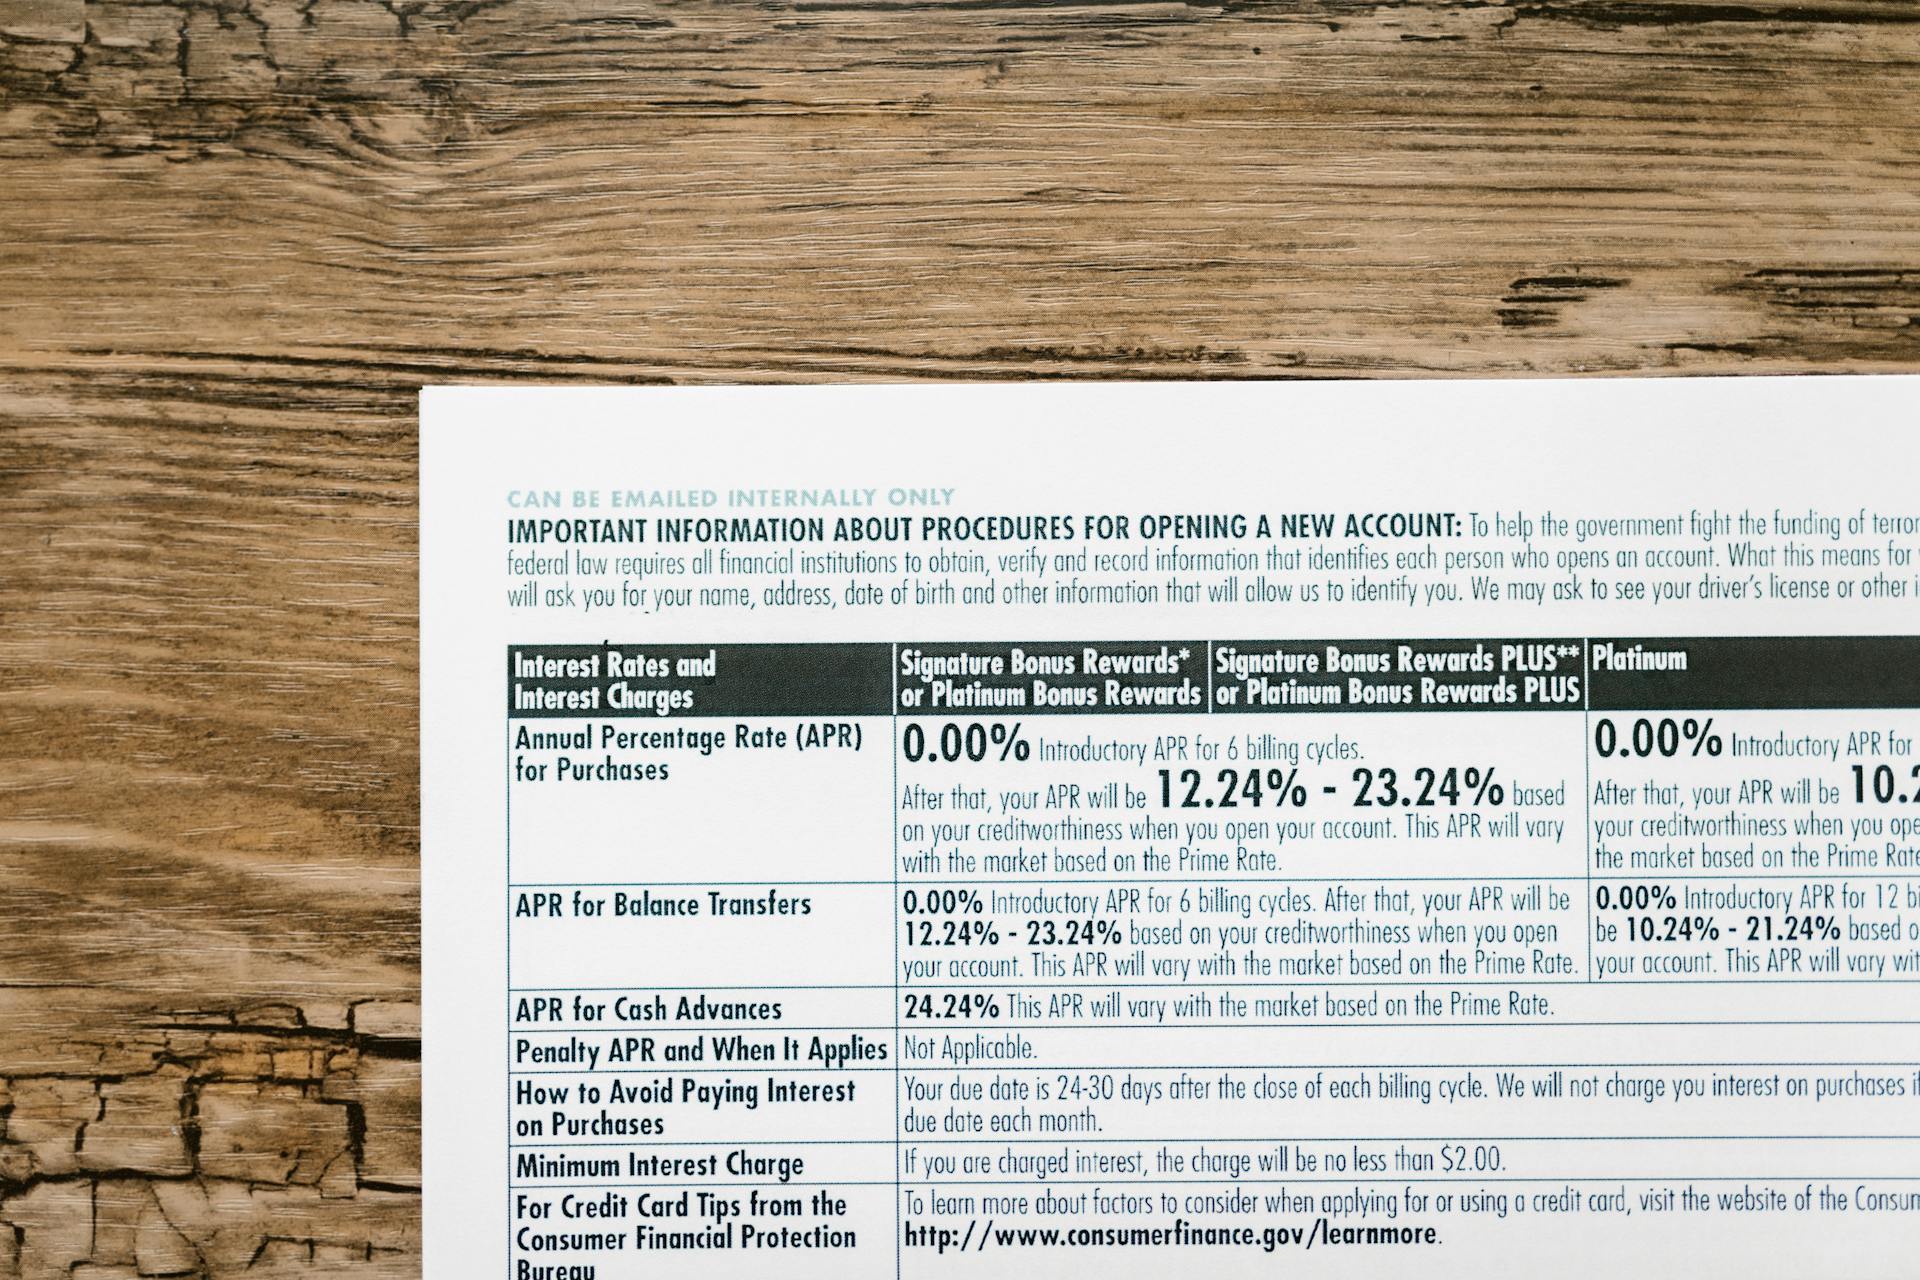 CAN BE EMAILED INTERNALLY ONLY
IMPORTANT INFORMATION ABOUT PROCEDURES FOR OPENING A NEW ACCOUNT: To help the government fight the funding of
federal law requires all financial institutions to obtain, verify and record information that identifies each person who opens an account. What this means for
will ask you for your name, address, date of birth and other information that will allow us to identify you. We may ask to see your driver's license or other
Interest Rates and
Interest Charges
Signature Bonus Rewards*
or Platinum Bonus Rewards
Signature Bonus Rewards PLUS**
or Platinum Bonus Rewards PLUS
Platinum
Annual Percentage Rate (APR)
for Purchases
0.00% Introductory APR for 6 billing cycles.
After that, your APR will be 12.24% - 23.24% based
on your creditworthiness when you open your account. This APR will vary
with the market based on the Prime Rate.
0.00% Introductory APR for
After that, your APR will be 10.2
your creditworthiness when you
the market based on the Prime Rate
APR for Balance Transfers
0.00% Introductory APR for 6 billing cycles. After that, your APR will be
12.24% - 23.24% based on your creditworthiness when you open
your account. This APR will vary with the market based on the Prime Rate.
0.00% Introductory APR for 12
be 10.24% - 21.24% based
your account. This APR will vary
APR for Cash Advances
24.24% This APR will vary with the market based on the Prime Rate.
Penalty APR and When It Applies
Not Applicable.
How to Avoid Paying Interest
on Purchases
Your due date is 24-30 days after the close of each billing cycle. We will not charge you interest on purchases
due date each month.
Minimum Interest Charge
If you are charged interest, the charge will be no less than $2.00.
For Credit Card Tips from the
Consumer Financial Protection
Bureau
To learn more about factors to consider when applying for or using a credit card, visit the website of the
http://www.consumerfinance.gov/learnmore.